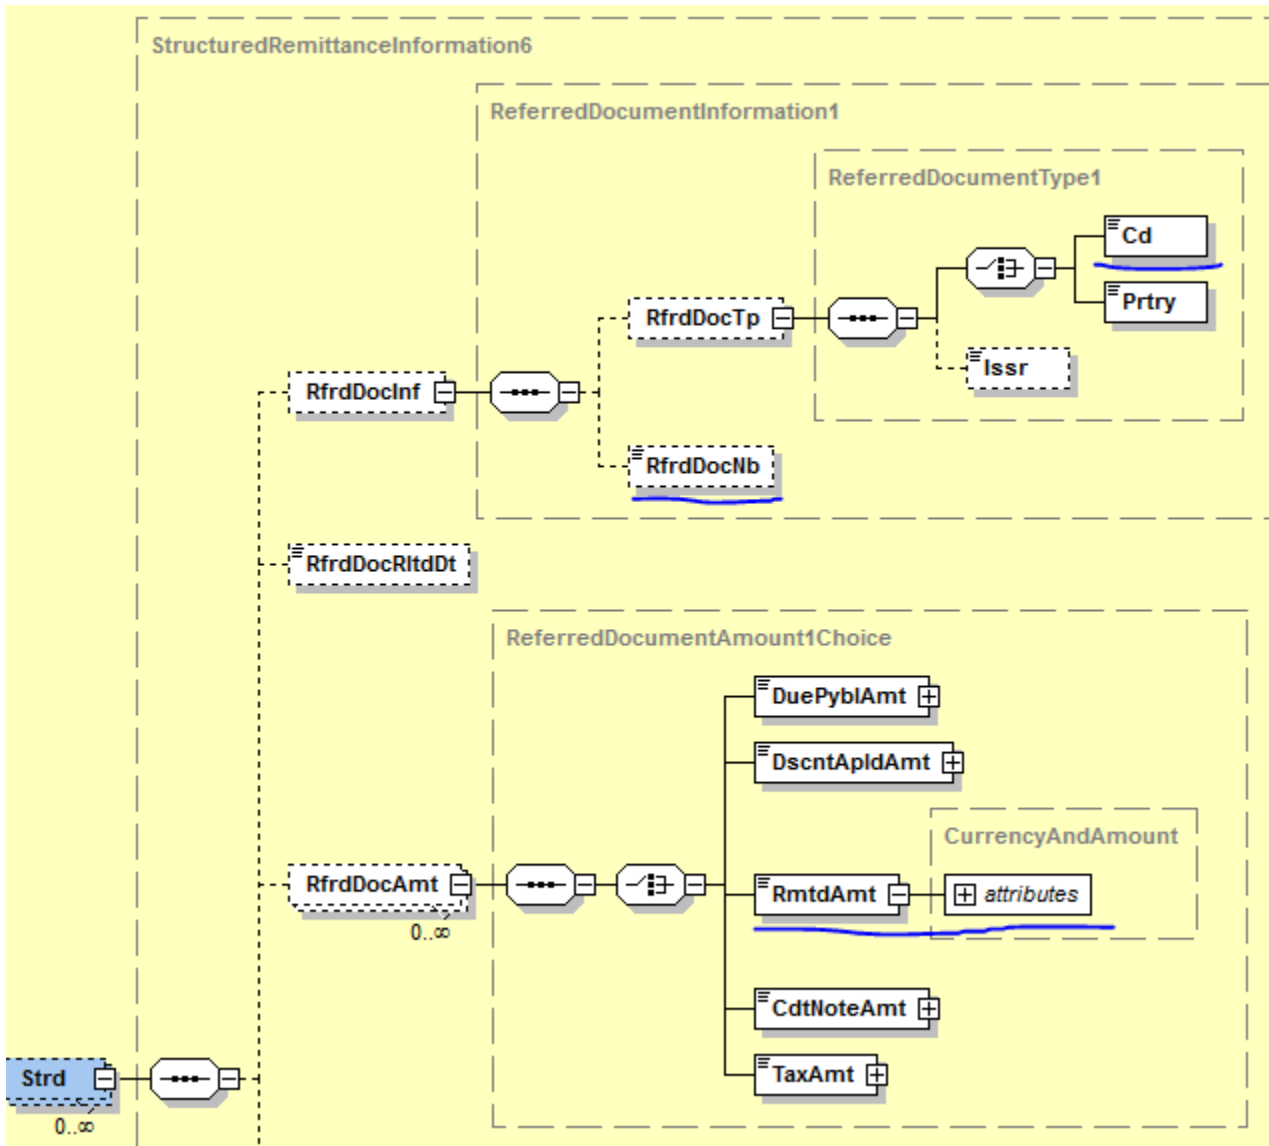 StructuredRemittanceInformation6
ReferredDocumentInformation1
ReferredDocumentType1
Cd
Prtry
RfrdDocTp
Issr
RfrdDocInf
RfrdDocNb
RfrdDocRltdDt
ReferredDocumentAmount1Choice
DuePyblAmt
DscntApldAmt
CurrencyAndAmount
RfrdDocAmt
0..∞
RmtdAmt
attributes
CdtNoteAmt
TaxAmt
Strd
0..∞